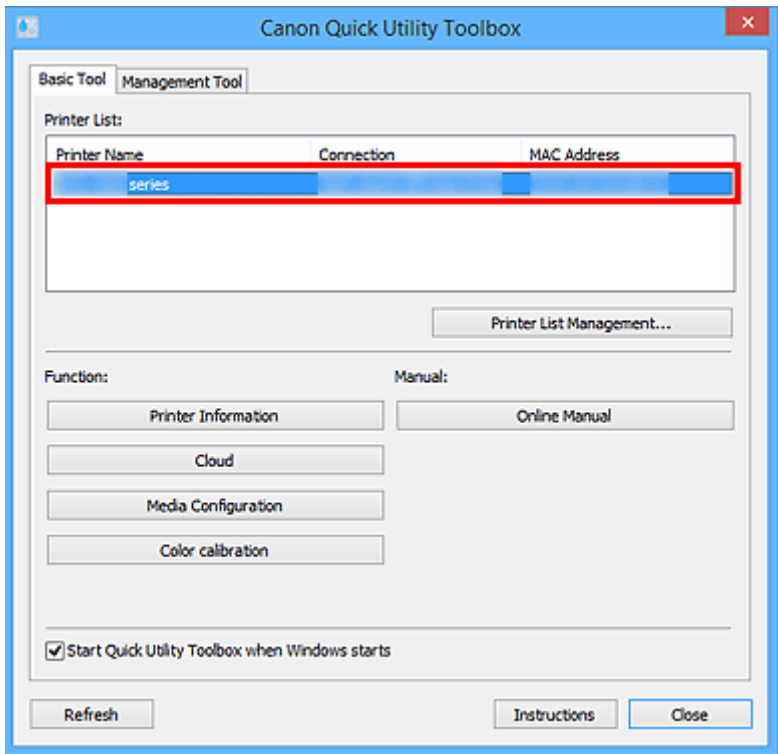 Canon Quick Utility Toolbox
Basic Tool Management Tool
Printer List:
Printer Name Connection MAC Address
series
Printer List Management...
Function: Manual:
Printer Information Online Manual
Cloud
Media Configuration
Color calibration
Start Quick Utility Toolbox when Windows starts
Refresh Instructions Close